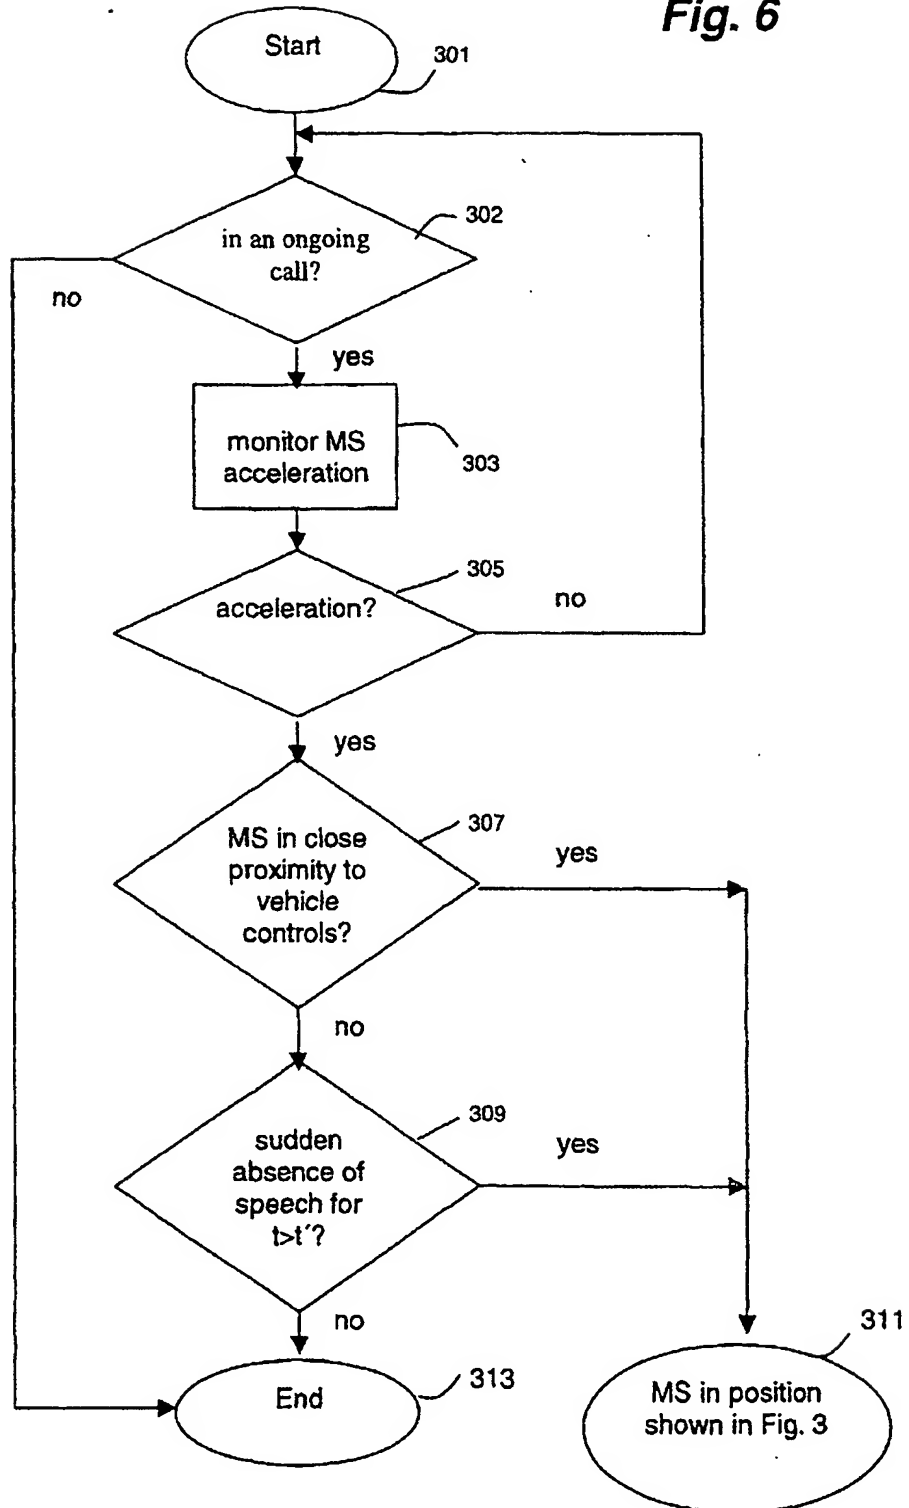 Fig. 6
Start
301
302
in an ongoing
call?
no
yes
monitor MS
acceleration
303
305
acceleration?
no
yes
307
MS in close
proximity to
vehicle
controls?
yes
no
309
sudden
absence of
speech for
t>t´?
yes
no
311
End
313
MS in position
shown in Fig. 3